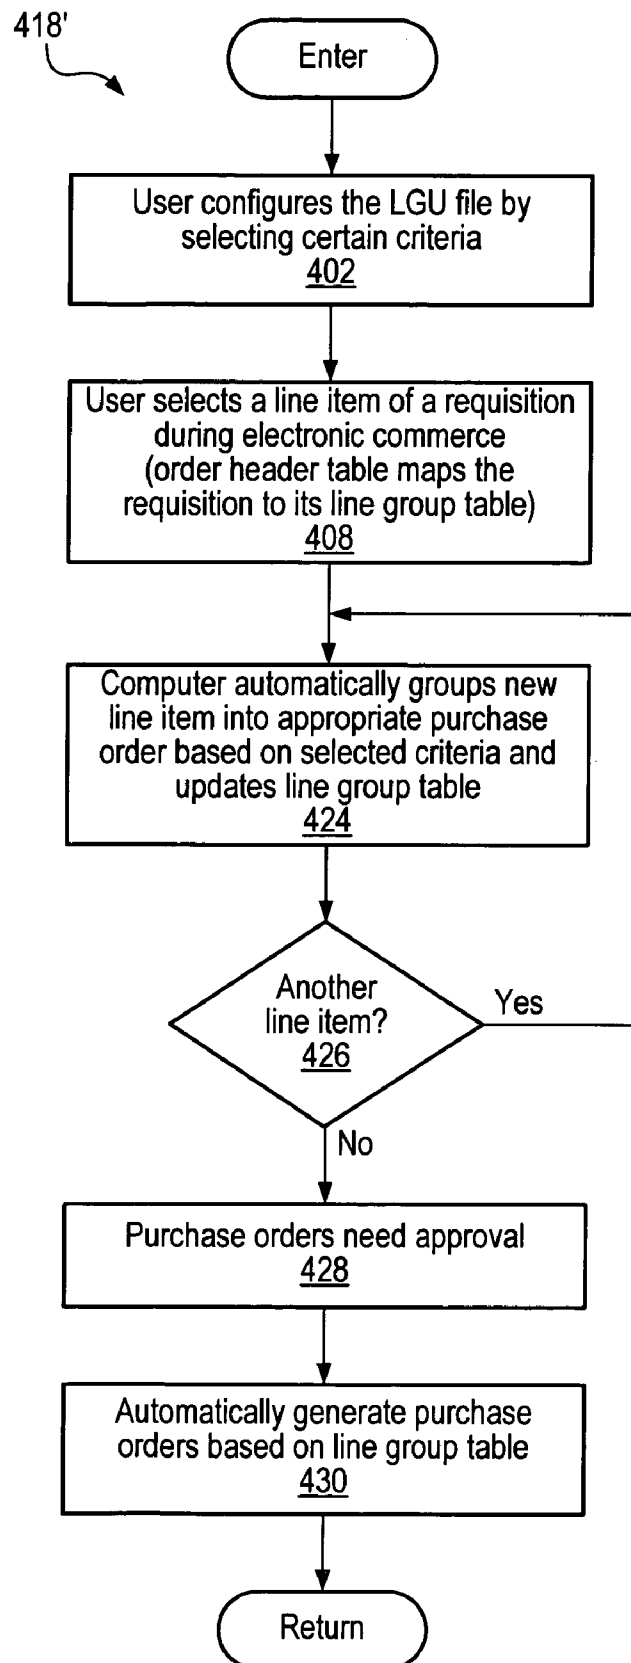 418'
Enter
User configures the LGU file by
selecting certain criteria
402
User selects a line item of a requisition
during electronic commerce
(order header table maps the
requisition to its line group table)
408
Computer automatically groups new
line item into appropriate purchase
order based on selected criteria and
updates line group table
424
Another
line item?
426
Yes
No
Purchase orders need approval
428
Automatically generate purchase
orders based on line group table
430
Return